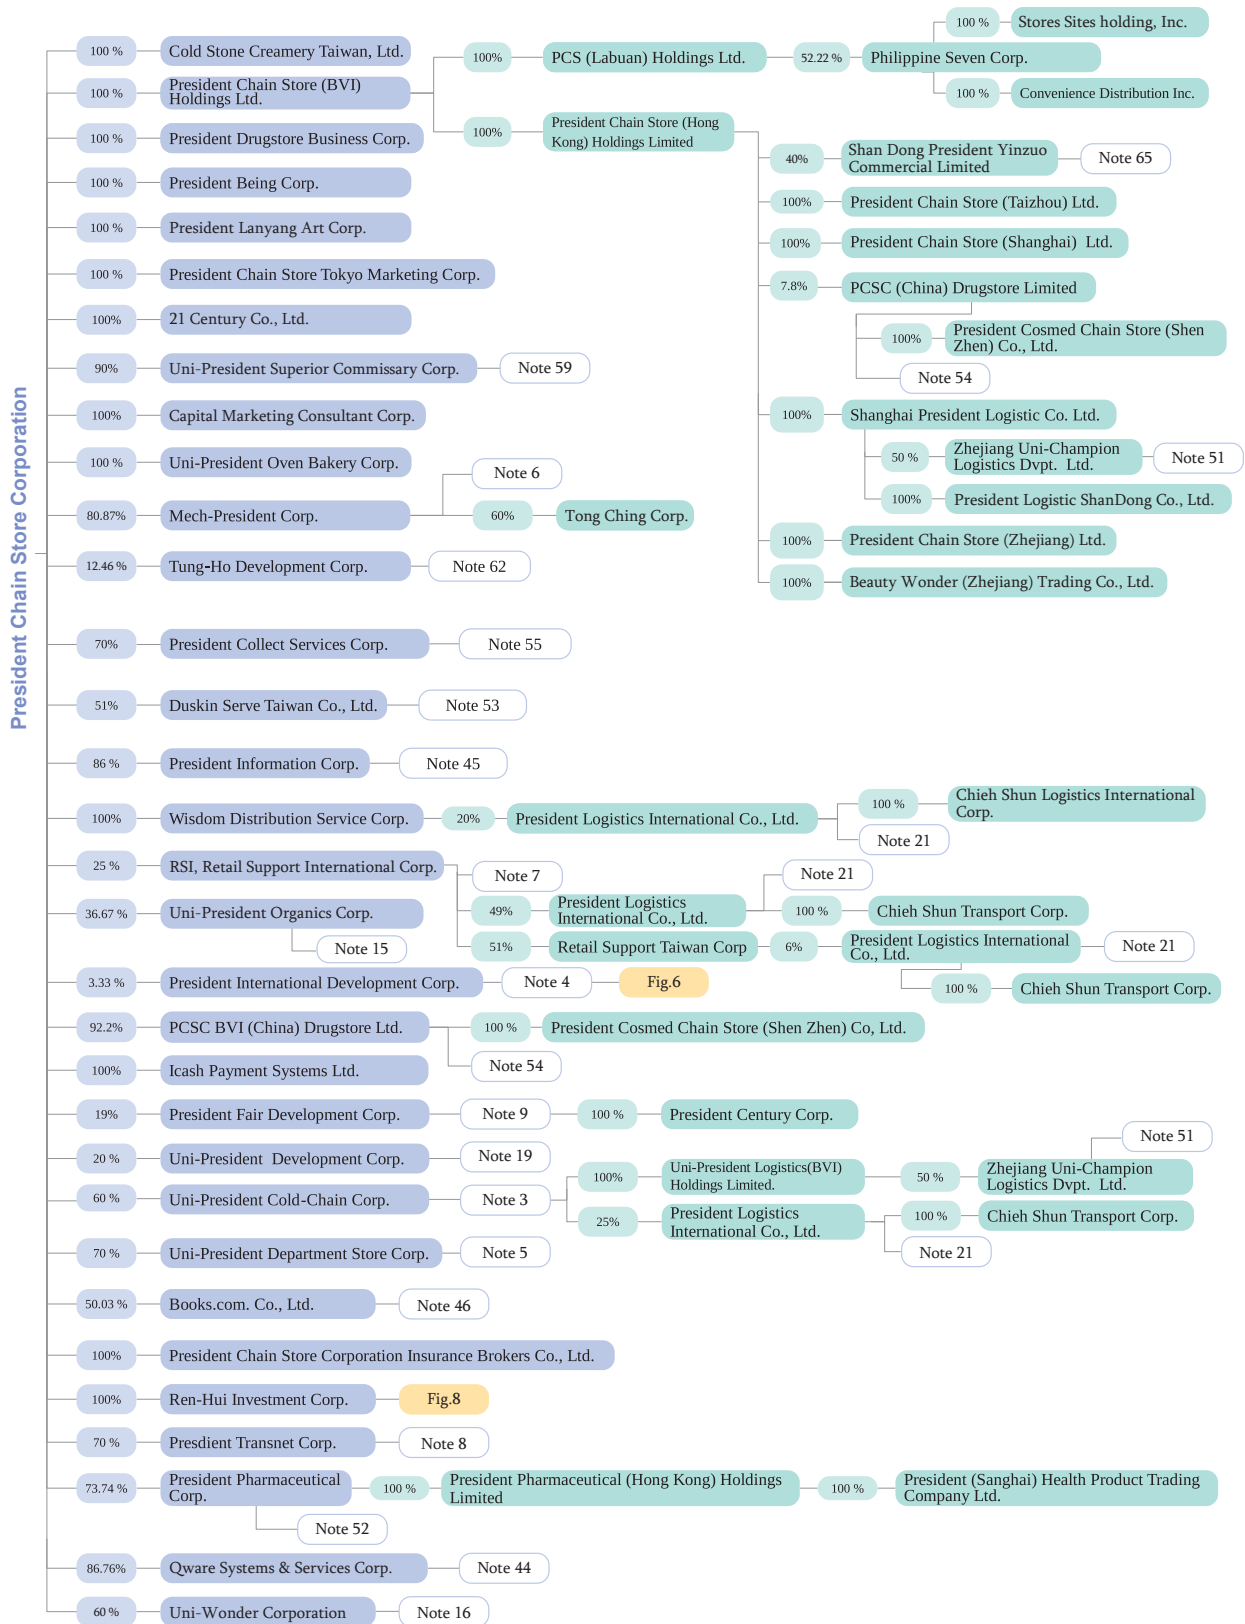 President Chain Store Corporation
100 %
Cold Stone Creamery Taiwan, Ltd.
100 %
President Chain Store (BVI)
Holdings Ltd.
100%
PCS (Labuan) Holdings Ltd.
52.22 %
Philippine Seven Corp.
100 %
Stores Sites holding, Inc.
100 %
Convenience Distribution Inc.
100%
President Chain Store (Hong
Kong) Holdings Limited
40%
Shan Dong President Yinzuo
Commercial Limited
Note 65
100%
President Chain Store (Taizhou) Ltd.
100%
President Chain Store (Shanghai)  Ltd.
7.8%
PCSC (China) Drugstore Limited
100%
President Cosmed Chain Store (Shen
Zhen) Co., Ltd.
Note 54
100%
Shanghai President Logistic Co. Ltd.
50 %
Zhejiang Uni-Champion
Logistics Dvpt.  Ltd.
Note 51
100%
President Logistic ShanDong Co., Ltd.
100%
President Chain Store (Zhejiang) Ltd.
100%
Beauty Wonder (Zhejiang) Trading Co., Ltd.
100 %
President Drugstore Business Corp.
100 %
President Being Corp.
100 %
President Lanyang Art Corp.
100 %
President Chain Store Tokyo Marketing Corp.
100%
21 Century Co., Ltd.
90%
Uni-President Superior Commissary Corp.
Note 59
100%
Capital Marketing Consultant Corp.
100 %
Uni-President Oven Bakery Corp.
80.87%
Mech-President Corp.
Note 6
60%
Tong Ching Corp.
12.46 %
Tung-Ho Development Corp.
Note 62
70%
President Collect Services Corp.
Note 55
51%
Duskin Serve Taiwan Co., Ltd.
Note 53
86 %
President Information Corp.
Note 45
100%
Wisdom Distribution Service Corp.
20%
President Logistics International Co., Ltd.
100 %
Chieh Shun Logistics International
Corp.
Note 21
25 %
RSI, Retail Support International Corp.
Note 7
49%
President Logistics
International Co., Ltd.
Note 21
100 %
Chieh Shun Transport Corp.
51%
Retail Support Taiwan Corp
6%
President Logistics International
Co., Ltd.
Note 21
100 %
Chieh Shun Transport Corp.
36.67 %
Uni-President Organics Corp.
Note 15
3.33 %
President International Development Corp.
Note 4
Fig.6
92.2%
PCSC BVI (China) Drugstore Ltd.
100 %
President Cosmed Chain Store (Shen Zhen) Co, Ltd.
Note 54
100%
Icash Payment Systems Ltd.
19%
President Fair Development Corp.
Note 9
100 %
President Century Corp.
20 %
Uni-President  Development Corp.
Note 19
60 %
Uni-President Cold-Chain Corp.
Note 3
100%
Uni-President Logistics(BVI)
Holdings Limited.
50 %
Zhejiang Uni-Champion
Logistics Dvpt.  Ltd.
Note 51
25%
President Logistics
International Co., Ltd.
100 %
Chieh Shun Transport Corp.
Note 21
70 %
Uni-President Department Store Corp.
Note 5
50.03 %
Books.com. Co., Ltd.
Note 46
100%
President Chain Store Corporation Insurance Brokers Co., Ltd.
100%
Ren-Hui Investment Corp.
Fig.8
70 %
Presdient Transnet Corp.
Note 8
73.74 %
President Pharmaceutical
Corp.
100 %
President Pharmaceutical (Hong Kong) Holdings
Limited
100 %
President (Sanghai) Health Product Trading
Company Ltd.
Note 52
86.76%
Qware Systems & Services Corp.
Note 44
60 %
Uni-Wonder Corporation
Note 16